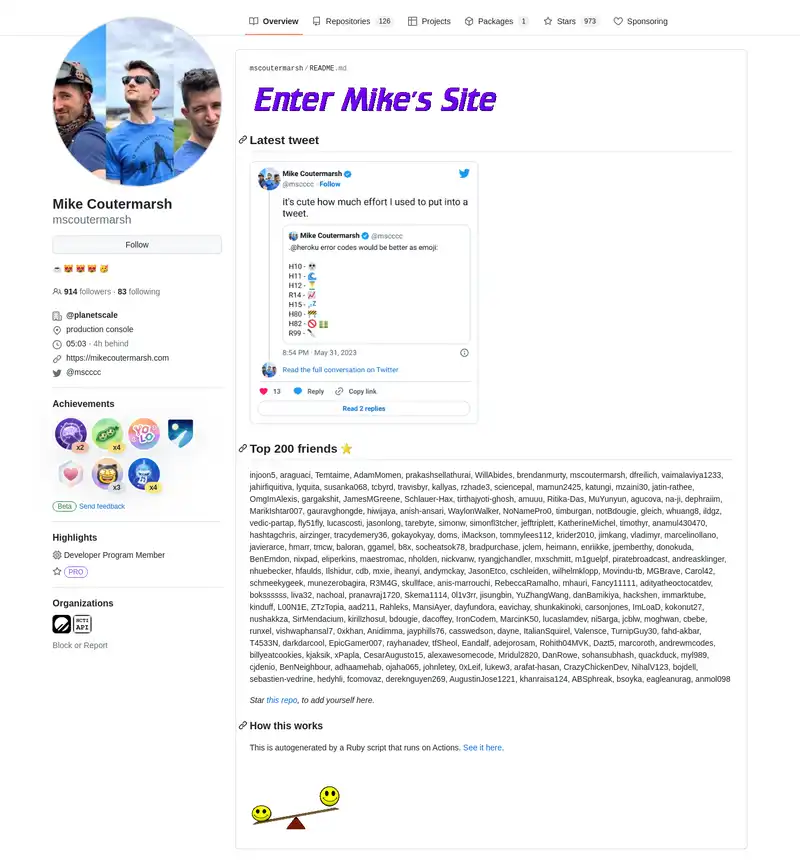 Overview
Repositories 126
Projects
Packages 1
Stars 973
Sponsoring
Mike Coutermarsh
mscoutermarsh
Follow
914 followers · 83 following
@planetscale
production console
05:03 - 4h behind
https://mikecoutermarsh.com
@mscccc
Achievements
x2
x4
YOLO
x3
x4
Beta Send feedback
Highlights
Developer Program Member
PRO
Organizations
HCTI
API
Block or Report
mscoutermarsh/README.md
Enter Mike's Site
Latest tweet
Mike Coutermarsh
@mscccc · Follow
it's cute how much effort I used to put into a
tweet.
Mike Coutermarsh @mscccc
.@heroku error codes would be better as emoji:
H10 - 💀
H11 - 🌊
H12 - ⏳
R14 - 📈
H15 - 💤
H80 - 🚧
H82 - 🚫 💵
R99 - 🔪
8:54 PM · May 31, 2023
Read the full conversation on Twitter
13 Reply Copy link
Read 2 replies
Top 200 friends ⭐
injoon5, araguaci, Temtaime, AdamMomen, prakashsellathurai, WillAbides, brendanmurty, mscoutermarsh, dfreilich, vaimalaviya1233,
jahirfiquitiva, lyquita, susanka068, tcbyrd, travisbyr, kallyas, rzhade3, sciencepal, mamun2425, katungi, mzaini30, jatin-rathee,
OmgImAlexis, gargakshit, JamesMGreene, Schlauer-Hax, tirthajyoti-ghosh, amuuu, Ritika-Das, MuYunyun, agucova, na-ji, dephraiim,
MarikIshtar007, gauravghongde, hiwijaya, anish-ansari, WaylonWalker, NoNamePro0, timburgan, notBdougie, gleich, whuang8, ildgz,
vedic-partap, fly51fly, lucascosti, jasonlong, tarebyte, simonw, simonfl3tcher, jefftriplett, KatherineMichel, timothyr, anamul430470,
hashtagchris, airzinger, tracydemery36, gokayokyay, doms, iMackson, tommylees112, krider2010, jimkang, vladimyr, marcelinollano,
javierarce, hmarr, tmcw, baloran, ggamel, b8x, socheatsok78, bradpurchase, jclem, heimann, enriikke, jpemberthy, donokuda,
BenEmdon, nixpad, eliperkins, maestromac, nholden, nickvanw, ryangjchandler, mxschmitt, m1guelpf, piratebroadcast, andreasklinger,
nhuebecker, hfaulds, llshidur, cdb, mxie, iheanyi, andymckay, JasonEtco, cschleiden, wilhelmklopp, Movindu-tb, MGBrave, Carol42,
schmeekygeek, munezerobagira, R3M4G, skullface, anis-marrouchi, RebeccaRamalho, mhauri, Fancy11111, adityatheoctocatdev,
bokssssss, liva32, nachoal, pranavraj1720, Skema1114, 0l1v3rr, jisungbin, YuZhangWang, danBamikiya, hackshen, immarktube,
kinduff, L00N1E, ZTzTopia, aad211, Rahleks, MansiAyer, dayfundora, eavichay, shunkakinoki, carsonjones, ImLoaD, kokonut27,
nushakkza, SirMendacium, kirillzhosul, bdougie, dacoffey, IronCodem, MarcinK50, lucaslamdev, ni5arga, jcblw, moghwan, cbebe,
runxel, vishwaphansal7, 0xkhan, Anidimma, jayphills76, casswedson, dayne, ItalianSquirel, Valensce, TurnipGuy30, fahd-akbar,
T4533N, darkdarcool, EpicGamer007, rayhanadev, tfSheol, Eandalf, adejorosam, Rohith04MVK, Dazt5, marcoroth, andrewmcodes,
billyeatcookies, kjaksik, xPapla, CesarAugusto15, alexawesomecode, Mridul2820, DanRowe, sohansubhash, quackduck, myl989,
cjdenio, BenNeighbour, adhaamehab, ojaha065, johnletey, 0xLeif, lukew3, arafat-hasan, CrazyChickenDev, NihalV123, bojdell,
sebastien-vedrine, hedyhli, fcomovaz, dereknguyen269, AugustinJose1221, khanraisa124, ABSphreak, bsoyka, eagleanurag, anmol098
Star this repo, to add yourself here.
How this works
This is autogenerated by a Ruby script that runs on Actions. See it here.